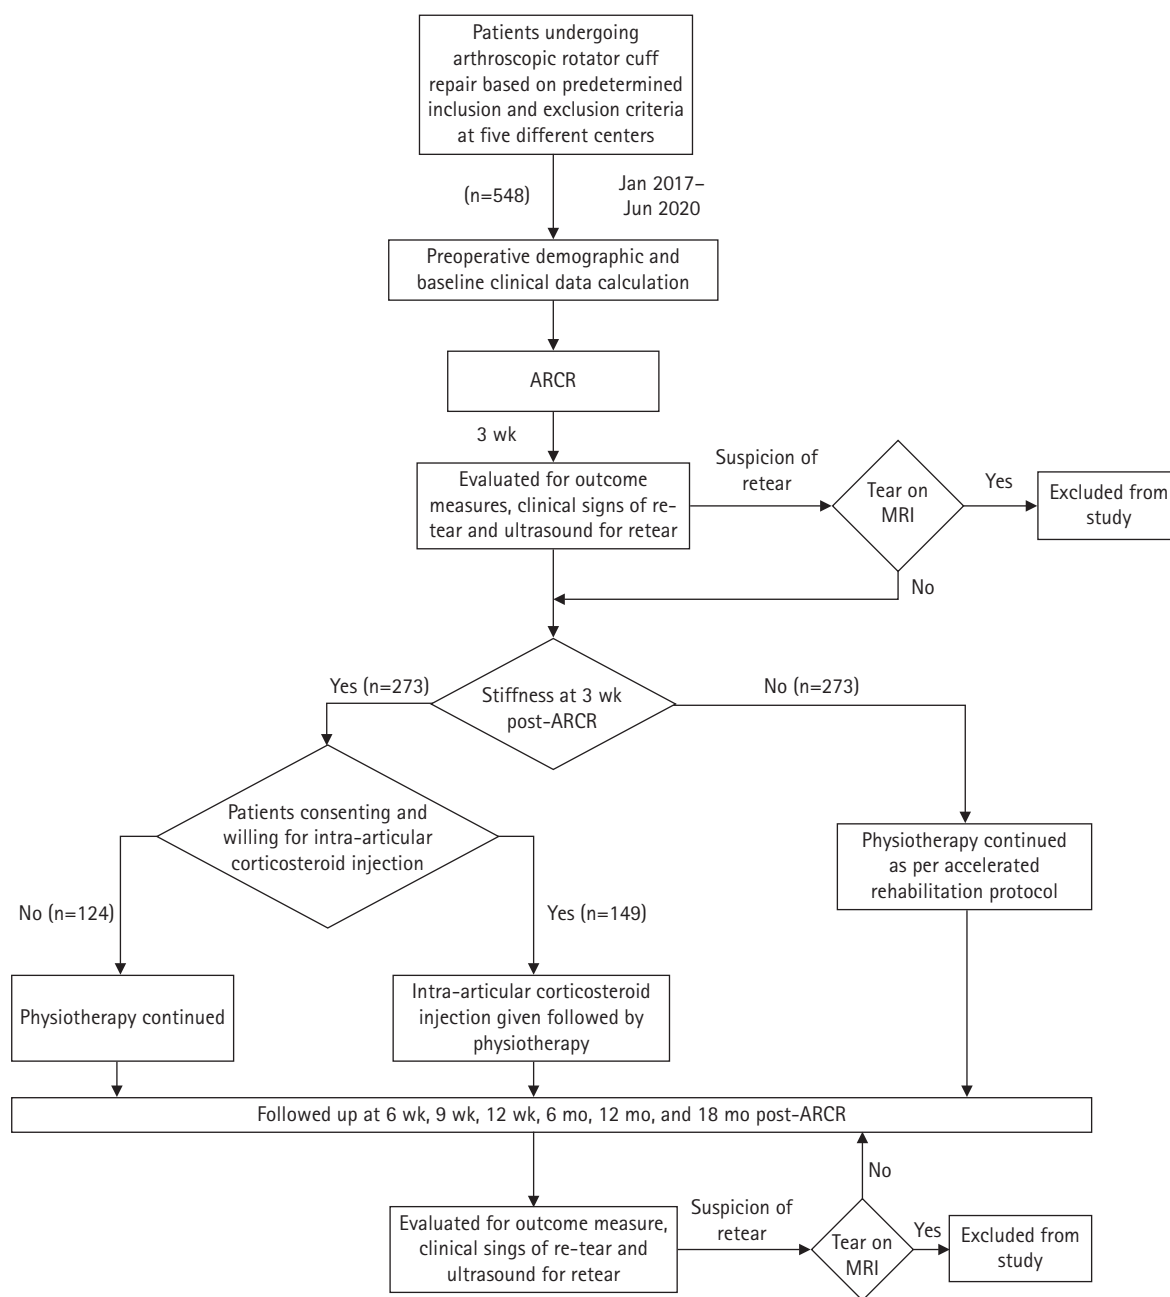 Patients undergoing
arthroscopic rotator cuff
repair based on predetermined
inclusion and exclusion criteria
at five different centers
(n=548)
Jan 2017–
Jun 2020
Preoperative demographic and
baseline clinical data calculation
ARCR
3 wk
Evaluated for outcome
measures, clinical signs of re-
tear and ultrasound for retear
Suspicion of
retear
Tear on
MRI
Yes
Excluded from
study
No
Stiffness at 3 wk
post-ARCR
Yes (n=273)
No (n=273)
Patients consenting and
willing for intra-articular
corticosteroid injection
Physiotherapy continued
as per accelerated
rehabilitation protocol
No (n=124)
Yes (n=149)
Physiotherapy continued
Intra-articular corticosteroid
injection given followed by
physiotherapy
Followed up at 6 wk, 9 wk, 12 wk, 6 mo, 12 mo, and 18 mo post-ARCR
No
Evaluated for outcome measure,
clinical sings of re-tear and
ultrasound for retear
Suspicion of
retear
Tear on
MRI
Yes
Excluded from
study